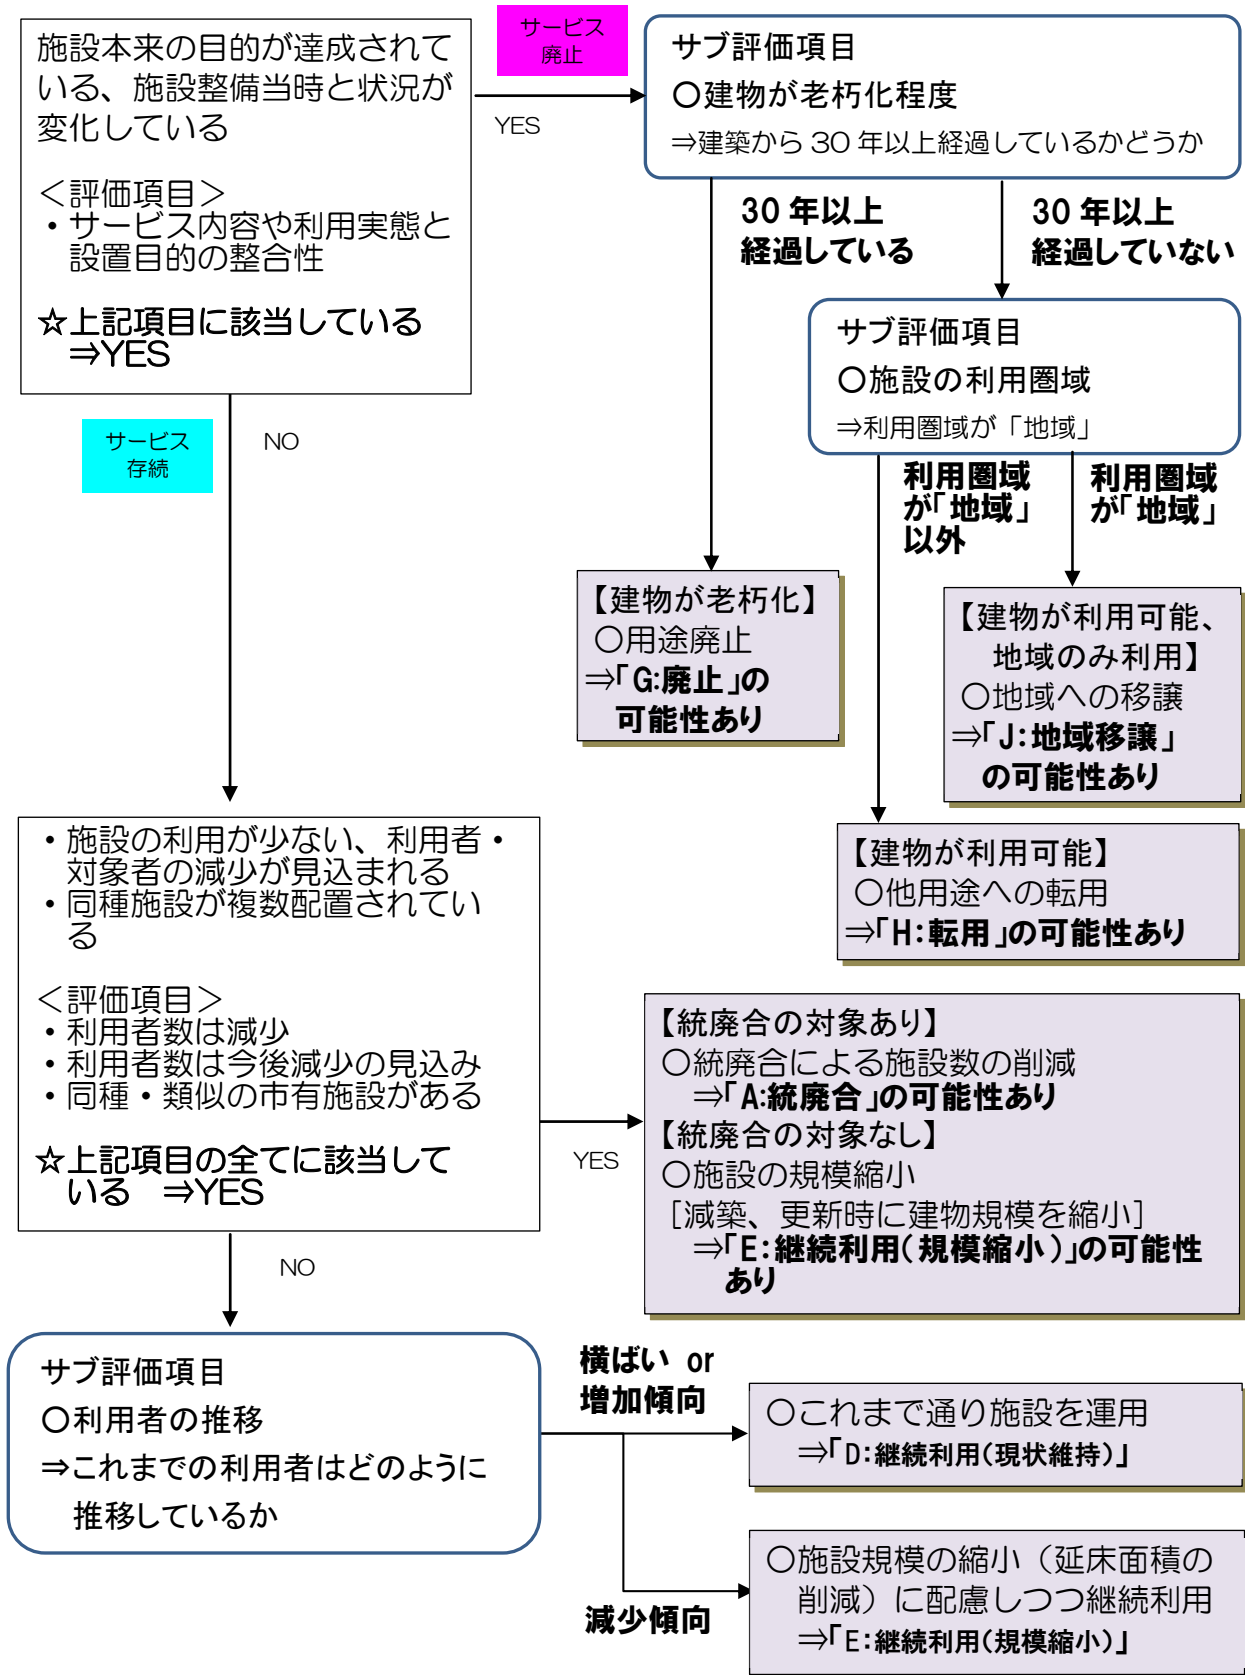 施設本来の目的が達成されて
いる、施設整備当時と状況が
変化している
＜評価項目＞
・サービス内容や利用実態と
設置目的の整合性
☆上記項目に該当している
⇒YES
サービス
廃止
YES
サブ評価項目
〇建物が老朽化程度
⇒建築から30年以上経過しているかどうか
30年以上
経過している
30年以上
経過していない
サブ評価項目
〇施設の利用圏域
⇒利用圏域が「地域」
利用圏域
が「地域」
以外
利用圏域
が「地域」
サービス
存続
NO
【建物が老朽化】
〇用途廃止
⇒「G:廃止」の
可能性あり
【建物が利用可能、
地域のみ利用】
〇地域への移譲
⇒「J:地域移譲」
の可能性あり
【建物が利用可能】
〇他用途への転用
⇒「H:転用」の可能性あり
・施設の利用が少ない、利用者・
対象者の減少が見込まれる
・同種施設が複数配置されてい
る
＜評価項目＞
・利用者数は減少
・利用者数は今後減少の見込み
・同種・類似の市有施設がある
☆上記項目の全てに該当して
いる　⇒YES
YES
【統廃合の対象あり】
〇統廃合による施設数の削減
⇒「A:統廃合」の可能性あり
【統廃合の対象なし】
〇施設の規模縮小
［減築、更新時に建物規模を縮小］
⇒「E:継続利用(規模縮小)」の可能性
あり
NO
サブ評価項目
〇利用者の推移
⇒これまでの利用者はどのように
推移しているか
横ばい or
増加傾向
〇これまで通り施設を運用
⇒「D:継続利用(現状維持)」
減少傾向
〇施設規模の縮小（延床面積の
削減）に配慮しつつ継続利用
⇒「E:継続利用(規模縮小)」